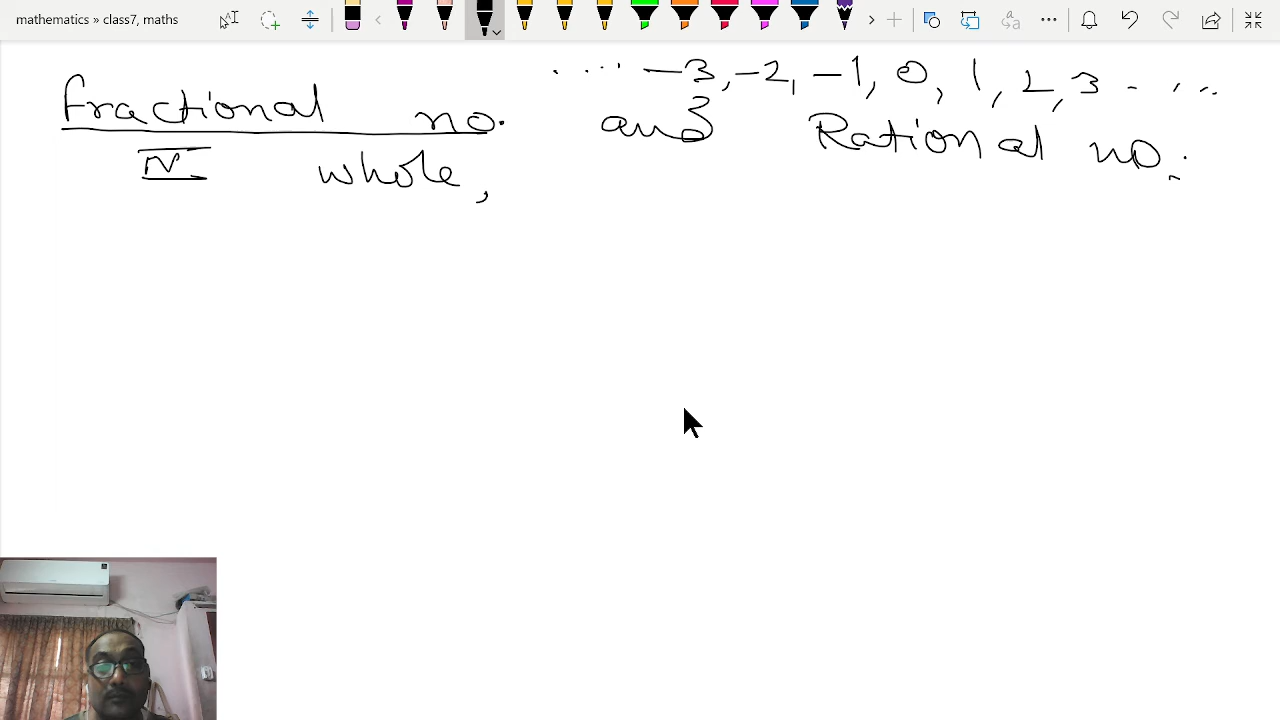 mathematics » class7, maths
.... -3, -2, -1, 0, 1, 2, 3 ....
fractional no. and Rational no.:
N. whole,